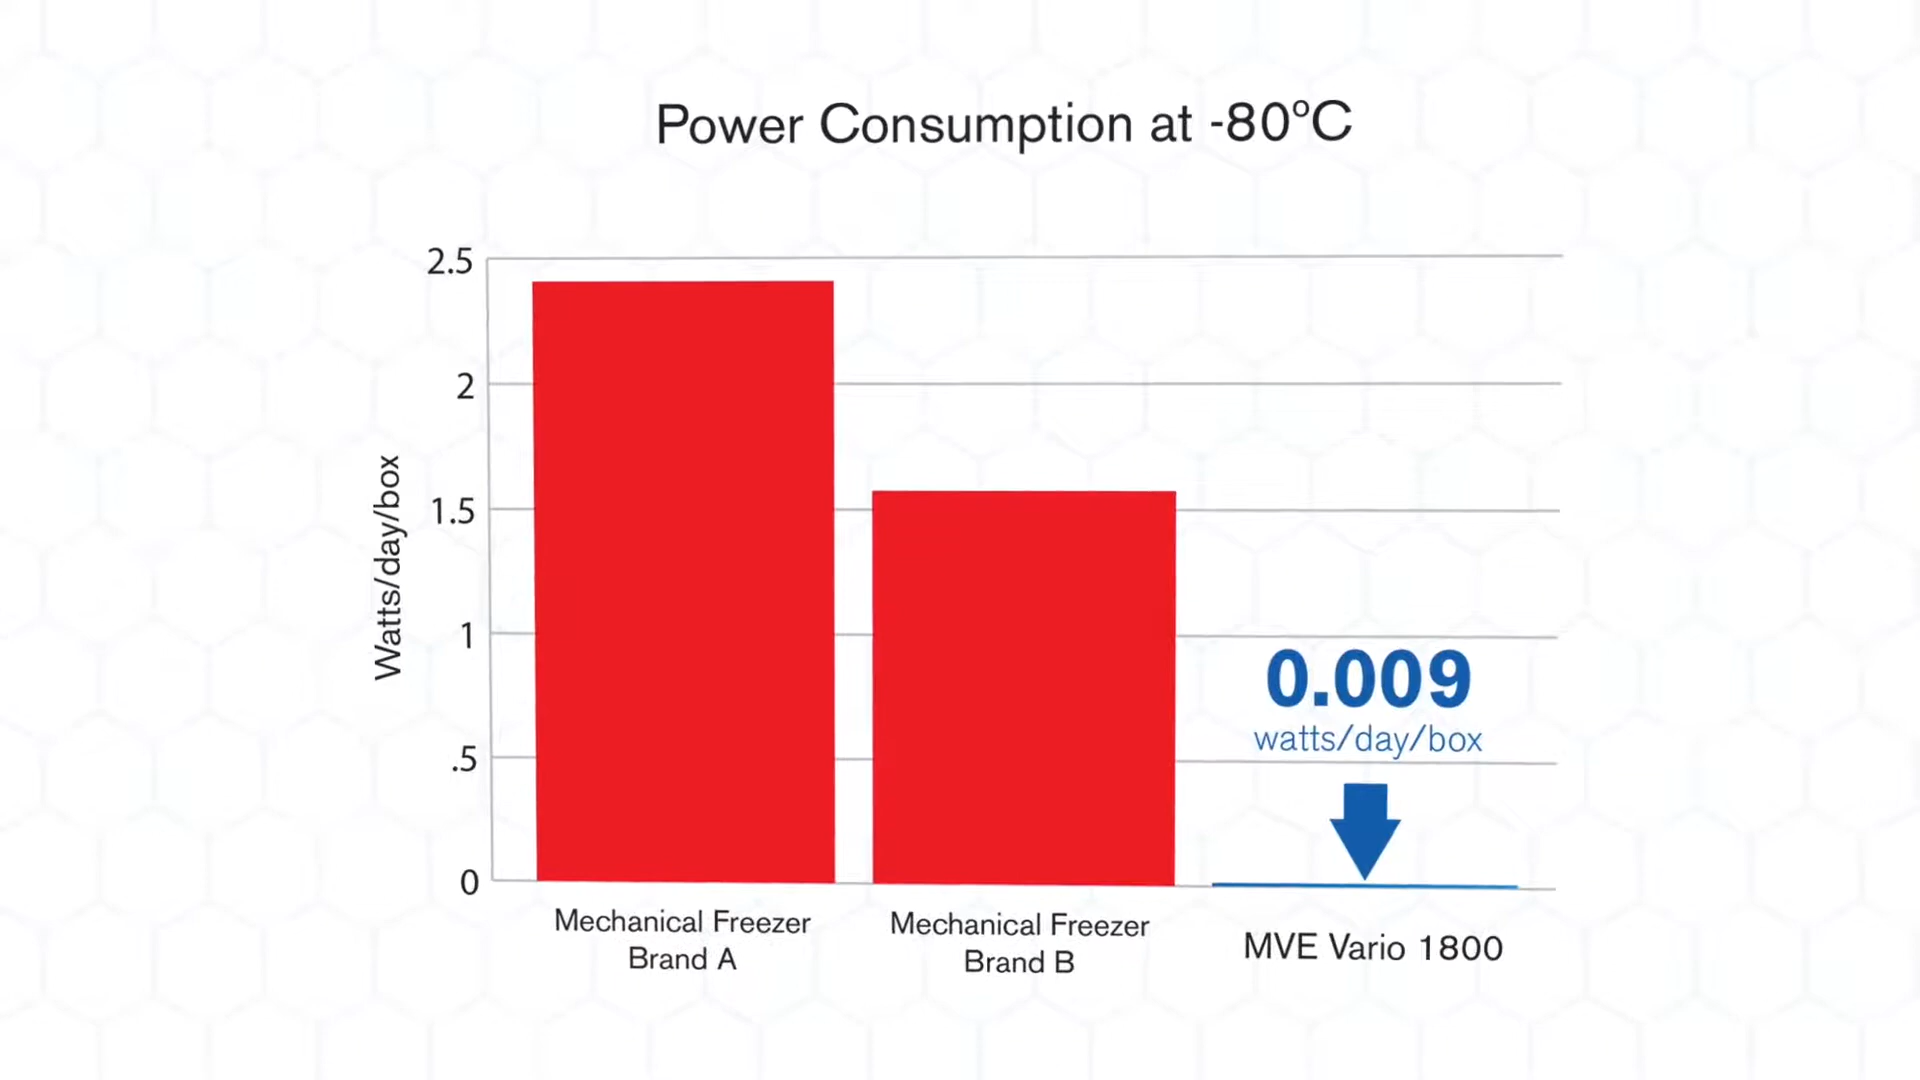 Power Consumption at -80ºC
2.5
2
1.5
1
.5
0
Watts/day/box
0.009
watts/day/box
Mechanical Freezer
Brand A
Mechanical Freezer
Brand B
MVE Vario 1800